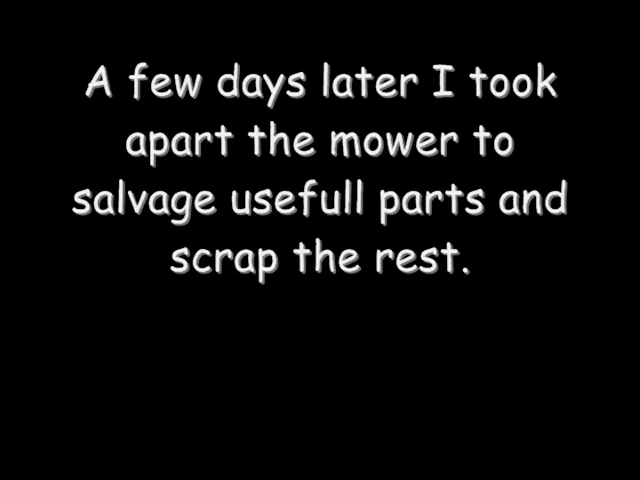 A few days later I took
apart the mower to
salvage usefull parts and
scrap the rest.